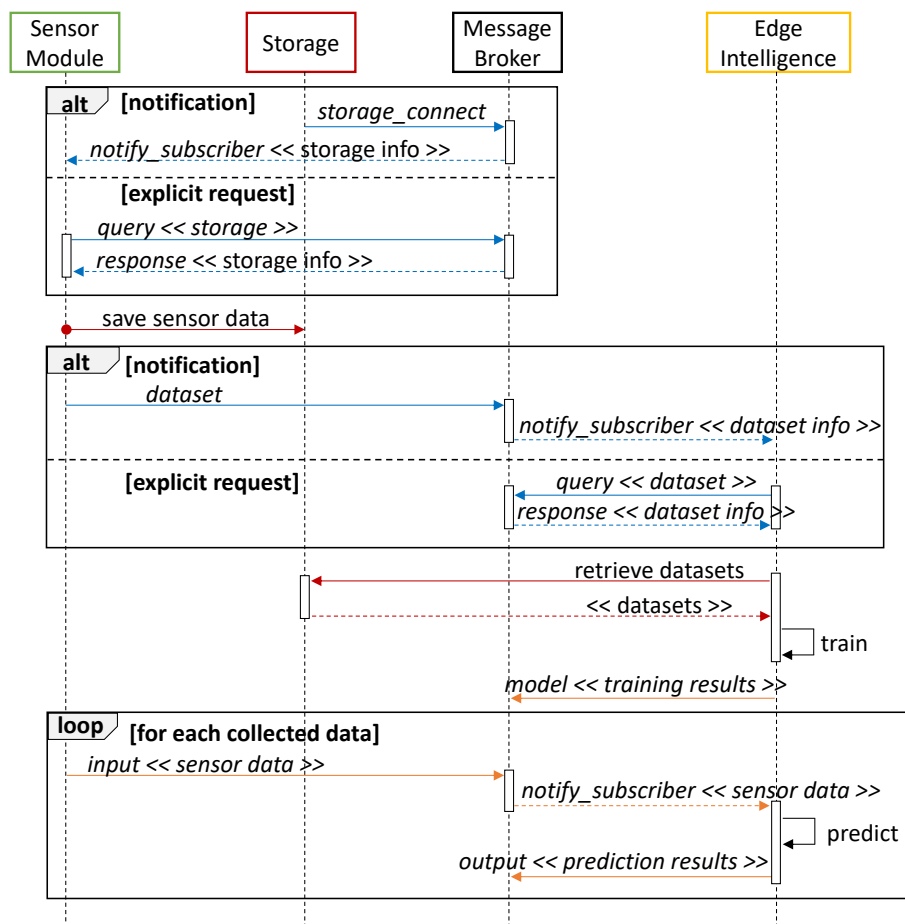 Sensor
Module
Storage
Message
Broker
Edge
Intelligence
alt
[notification]
storage_connect
notify_subscriber << storage info >>
[explicit request]
query << storage >>
response << storage info >>
save sensor data
alt
[notification]
dataset
notify_subscriber << dataset info >>
[explicit request]
query << dataset >>
response << dataset info >>
retrieve datasets
<< datasets >>
train
model << training results >>
loop
[for each collected data]
input << sensor data >>
notify_subscriber << sensor data >>
predict
output << prediction results >>